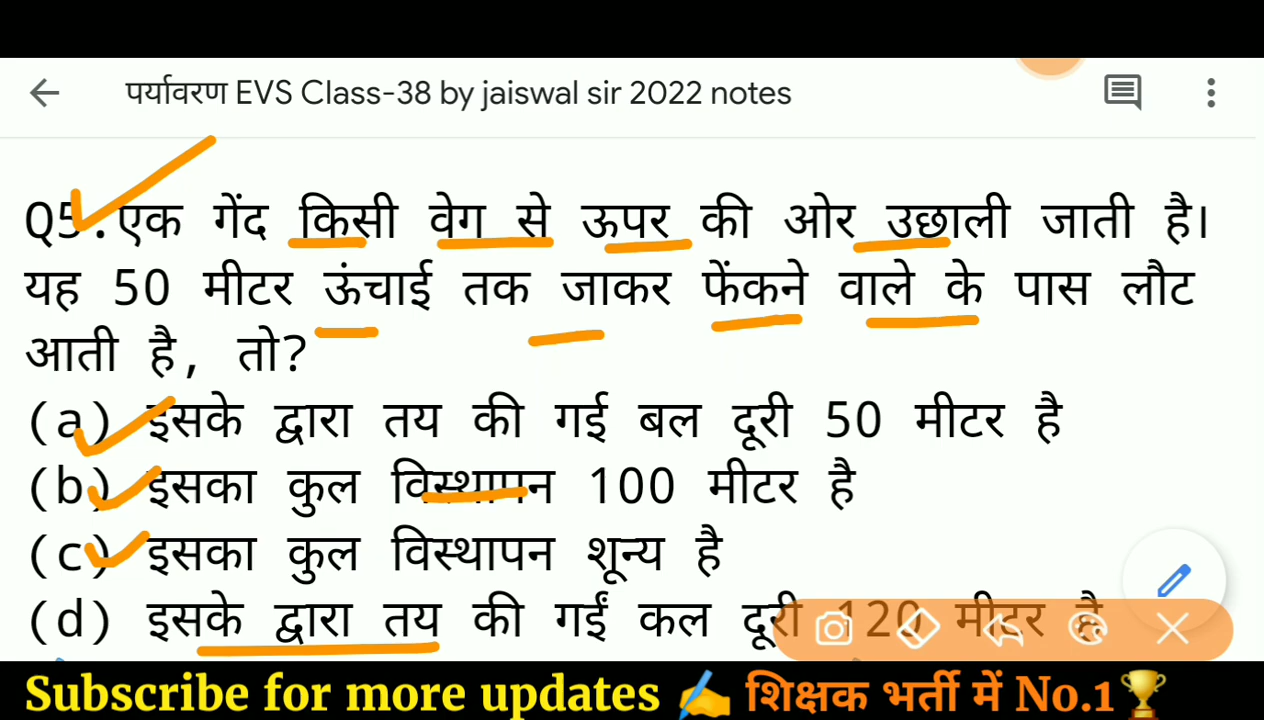 पर्यावरण EVS Class-38 by jaiswal sir 2022 notes
Q5.एक गेंद किसी वेग से ऊपर की ओर उछाली जाती है।
यह 50 मीटर ऊंचाई तक जाकर फेंकने वाले के पास लौट
आती है, तो?
(a) इसके द्वारा तय की गई बल दूरी 50 मीटर है
(b) इसका कुल विस्थापन 100 मीटर है
(c) इसका कुल विस्थापन शून्य है
(d) इसके द्वारा तय की गईं कल दूरी 120 मीटर है
Subscribe for more updates ✍️ शिक्षक भर्ती में No.1🏆